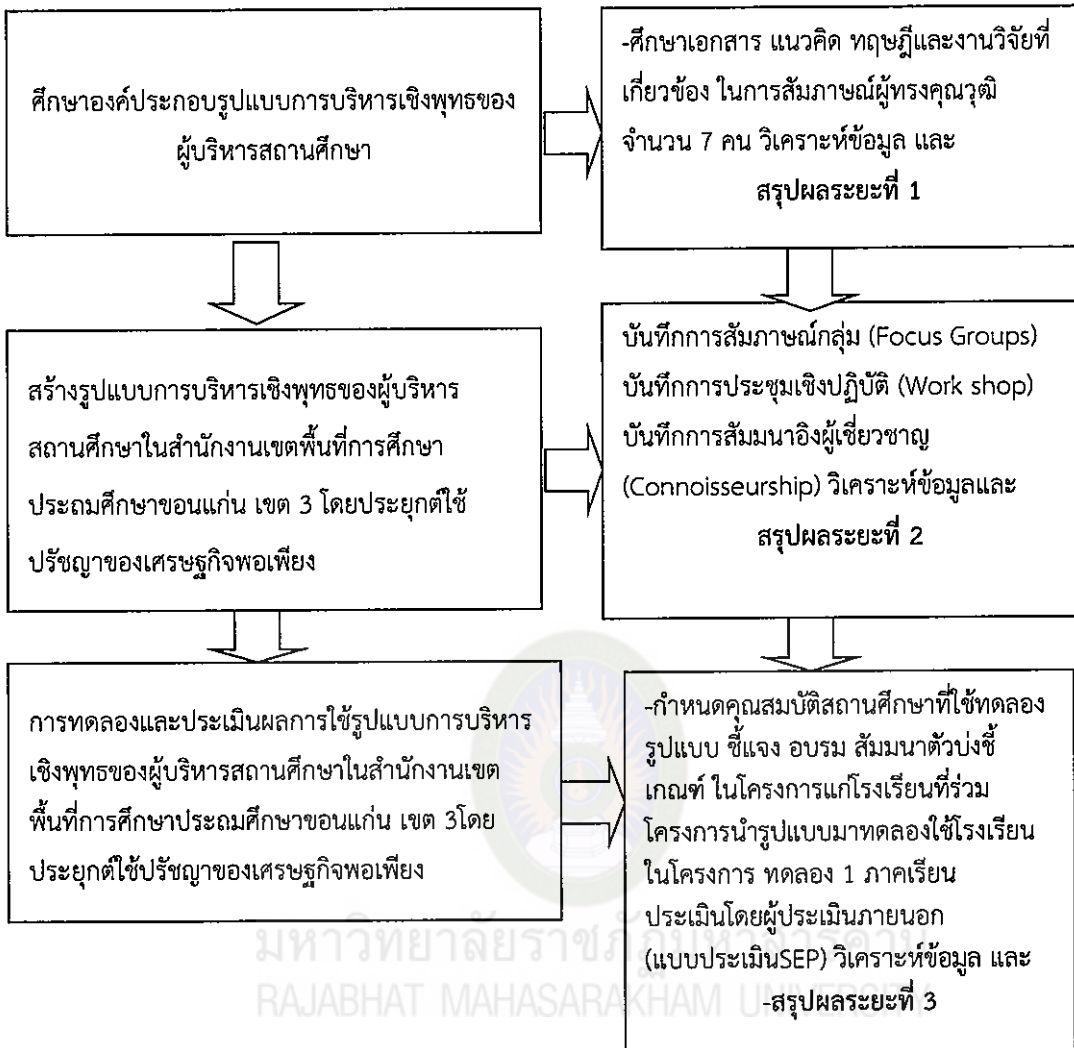 ศึกษาองค์ประกอบรูปแบบการบริหารเชิงพุทธของ
ผู้บริหารสถานศึกษา
-ศึกษาเอกสาร แนวคิด ทฤษฎีและงานวิจัยที่
เกี่ยวข้อง ในการสัมภาษณ์ผู้ทรงคุณวุฒิ
จำนวน 7 คน วิเคราะห์ข้อมูล และ
สรุปผลระยะที่ 1
สร้างรูปแบบการบริหารเชิงพุทธของผู้บริหาร
สถานศึกษาในสำนักงานเขตพื้นที่การศึกษา
ประถมศึกษาขอนแก่น เขต 3 โดยประยุกต์ใช้
ปรัชญาของเศรษฐกิจพอเพียง
บันทึกการสัมภาษณ์กลุ่ม (Focus Groups)
บันทึกการประชุมเชิงปฏิบัติ (Work shop)
บันทึกการสัมมนาอิงผู้เชี่ยวชาญ
(Connoisseurship) วิเคราะห์ข้อมูลและ
สรุปผลระยะที่ 2
การทดลองและประเมินผลการใช้รูปแบบการบริหาร
เชิงพุทธของผู้บริหารสถานศึกษาในสำนักงานเขต
พื้นที่การศึกษาประถมศึกษาขอนแก่น เขต 3โดย
ประยุกต์ใช้ปรัชญาของเศรษฐกิจพอเพียง
-กำหนดคุณสมบัติสถานศึกษาที่ใช้ทดลอง
รูปแบบ ชี้แจง อบรม สัมมนาตัวบ่งชี้
เกณฑ์ ในโครงการแก่โรงเรียนที่ร่วม
โครงการนำรูปแบบมาทดลองใช้โรงเรียน
ในโครงการ ทดลอง 1 ภาคเรียน
ประเมินโดยผู้ประเมินภายนอก
(แบบประเมินSEP) วิเคราะห์ข้อมูล และ
-สรุปผลระยะที่ 3
มหาวิทยาลัยราชภัฏมหาสารคาม
RAJABHAT MAHASARAKHAM UNIVERSITY